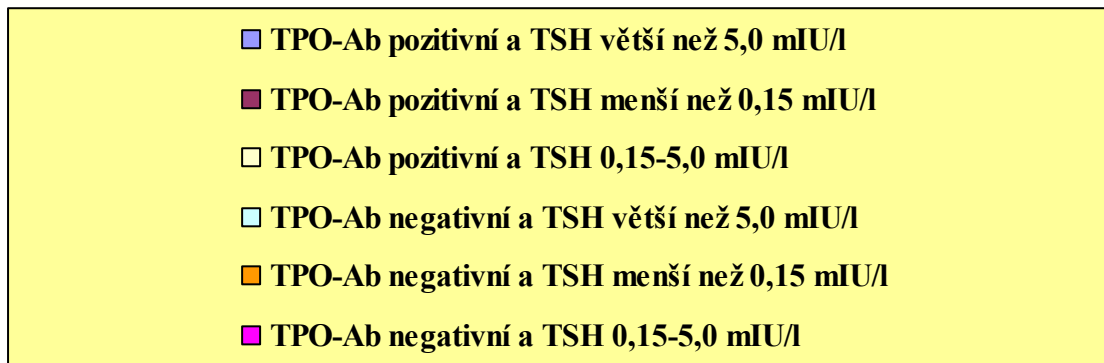 TPO-Ab pozitivní a TSH větší než 5,0 mIU/l
TPO-Ab pozitivní a TSH menší než 0,15 mIU/l
TPO-Ab pozitivní a TSH 0,15-5,0 mIU/l
TPO-Ab negativní a TSH větší než 5,0 mIU/l
TPO-Ab negativní a TSH menší než 0,15 mIU/l
TPO-Ab negativní a TSH 0,15-5,0 mIU/l